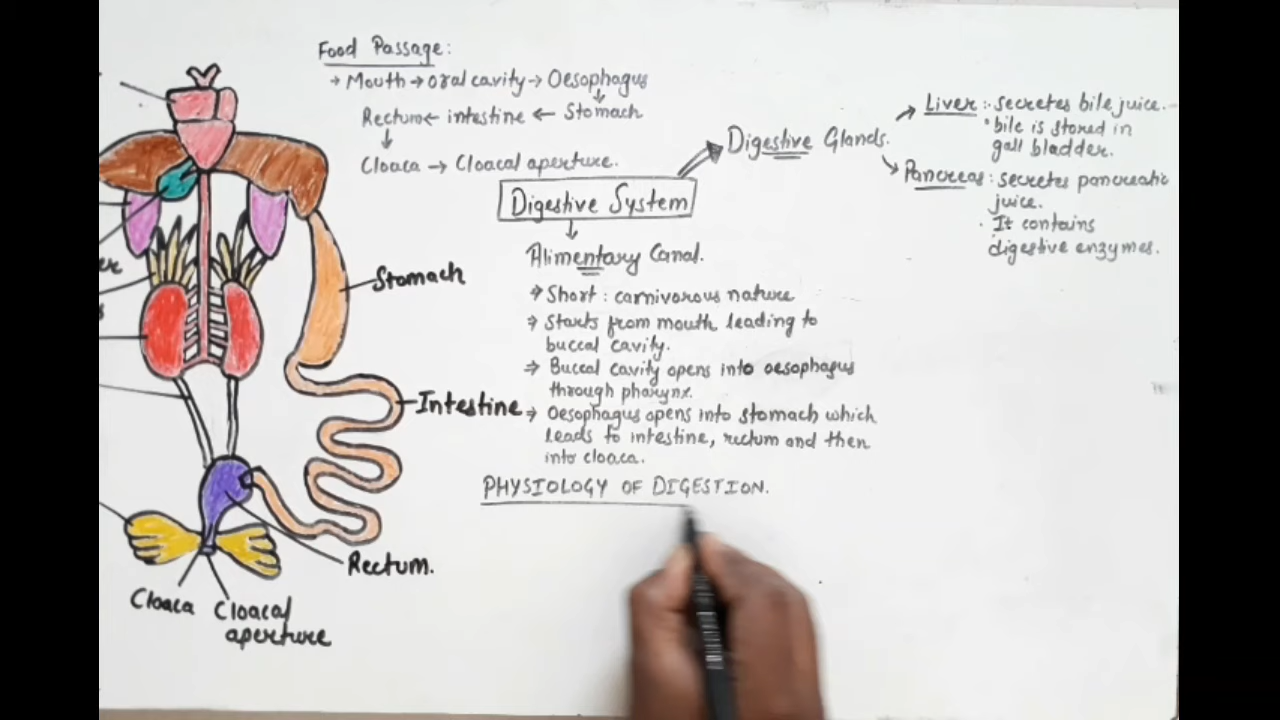 Food Passage:
→ Mouth → oral cavity → Oesophagus
↓
Rectum ← intestine ← Stomach
↓
Cloaca → Cloacal aperture.
Digestive Glands.
→ Liver :· secretes bile juice.
· bile is stored in
gall bladder.
→ Pancreas : secretes pancreatic
juice.
· It contains
digestive enzymes.
Digestive System
↓
Alimentary Canal.
→ Short : carnivorous nature
→ Starts from mouth leading to
buccal cavity.
⇒ Buccal cavity opens into oesophagus
through pharynx.
⇒ Oesophagus opens into stomach which
leads to intestine, rectum and then
into cloaca.
PHYSIOLOGY OF DIGESTION.
Stomach
Intestine
Rectum.
Cloaca
Cloacal
aperture